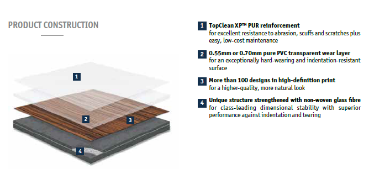 PRODUCT CONSTRUCTION
1
2
3
4
1 TopClean XP™ PUR reinforcement
for excellent resistance to abrasion, scuffs and scratches plus
easy, low-cost maintenance
2 0.55mm or 0.70mm pure PVC transparent wear layer
for an exceptionally hard-wearing and indentation-resistant
surface
3 More than 100 designs in high-definition print
for a higher-quality, more natural look
4 Unique structure strengthened with non-woven glass fibre
for class-leading dimensional stability with superior
performance against indentation and tearing